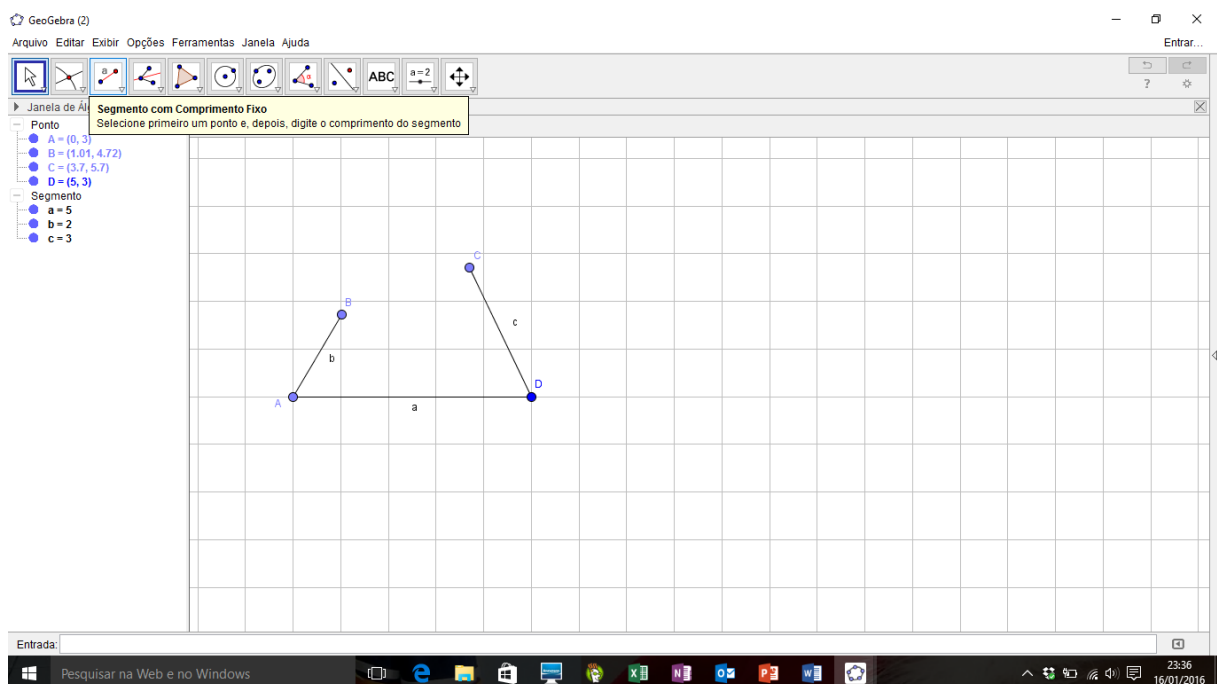 GeoGebra (2)
Arquivo Editar Exibir Opções Ferramentas Janela Ajuda
Entrar...
a
ABC
a=2
?
Janela de Ál
Segmento com Comprimento Fixo
Selecione primeiro um ponto e, depois, digite o comprimento do segmento
Ponto
A = (0, 3)
B = (1.01, 4.72)
C = (3.7, 5.7)
D = (5, 3)
Segmento
a = 5
b = 2
c = 3
C
B
c
b
D
A
a
Entrada:
Pesquisar na Web e no Windows
23:36
16/01/2016